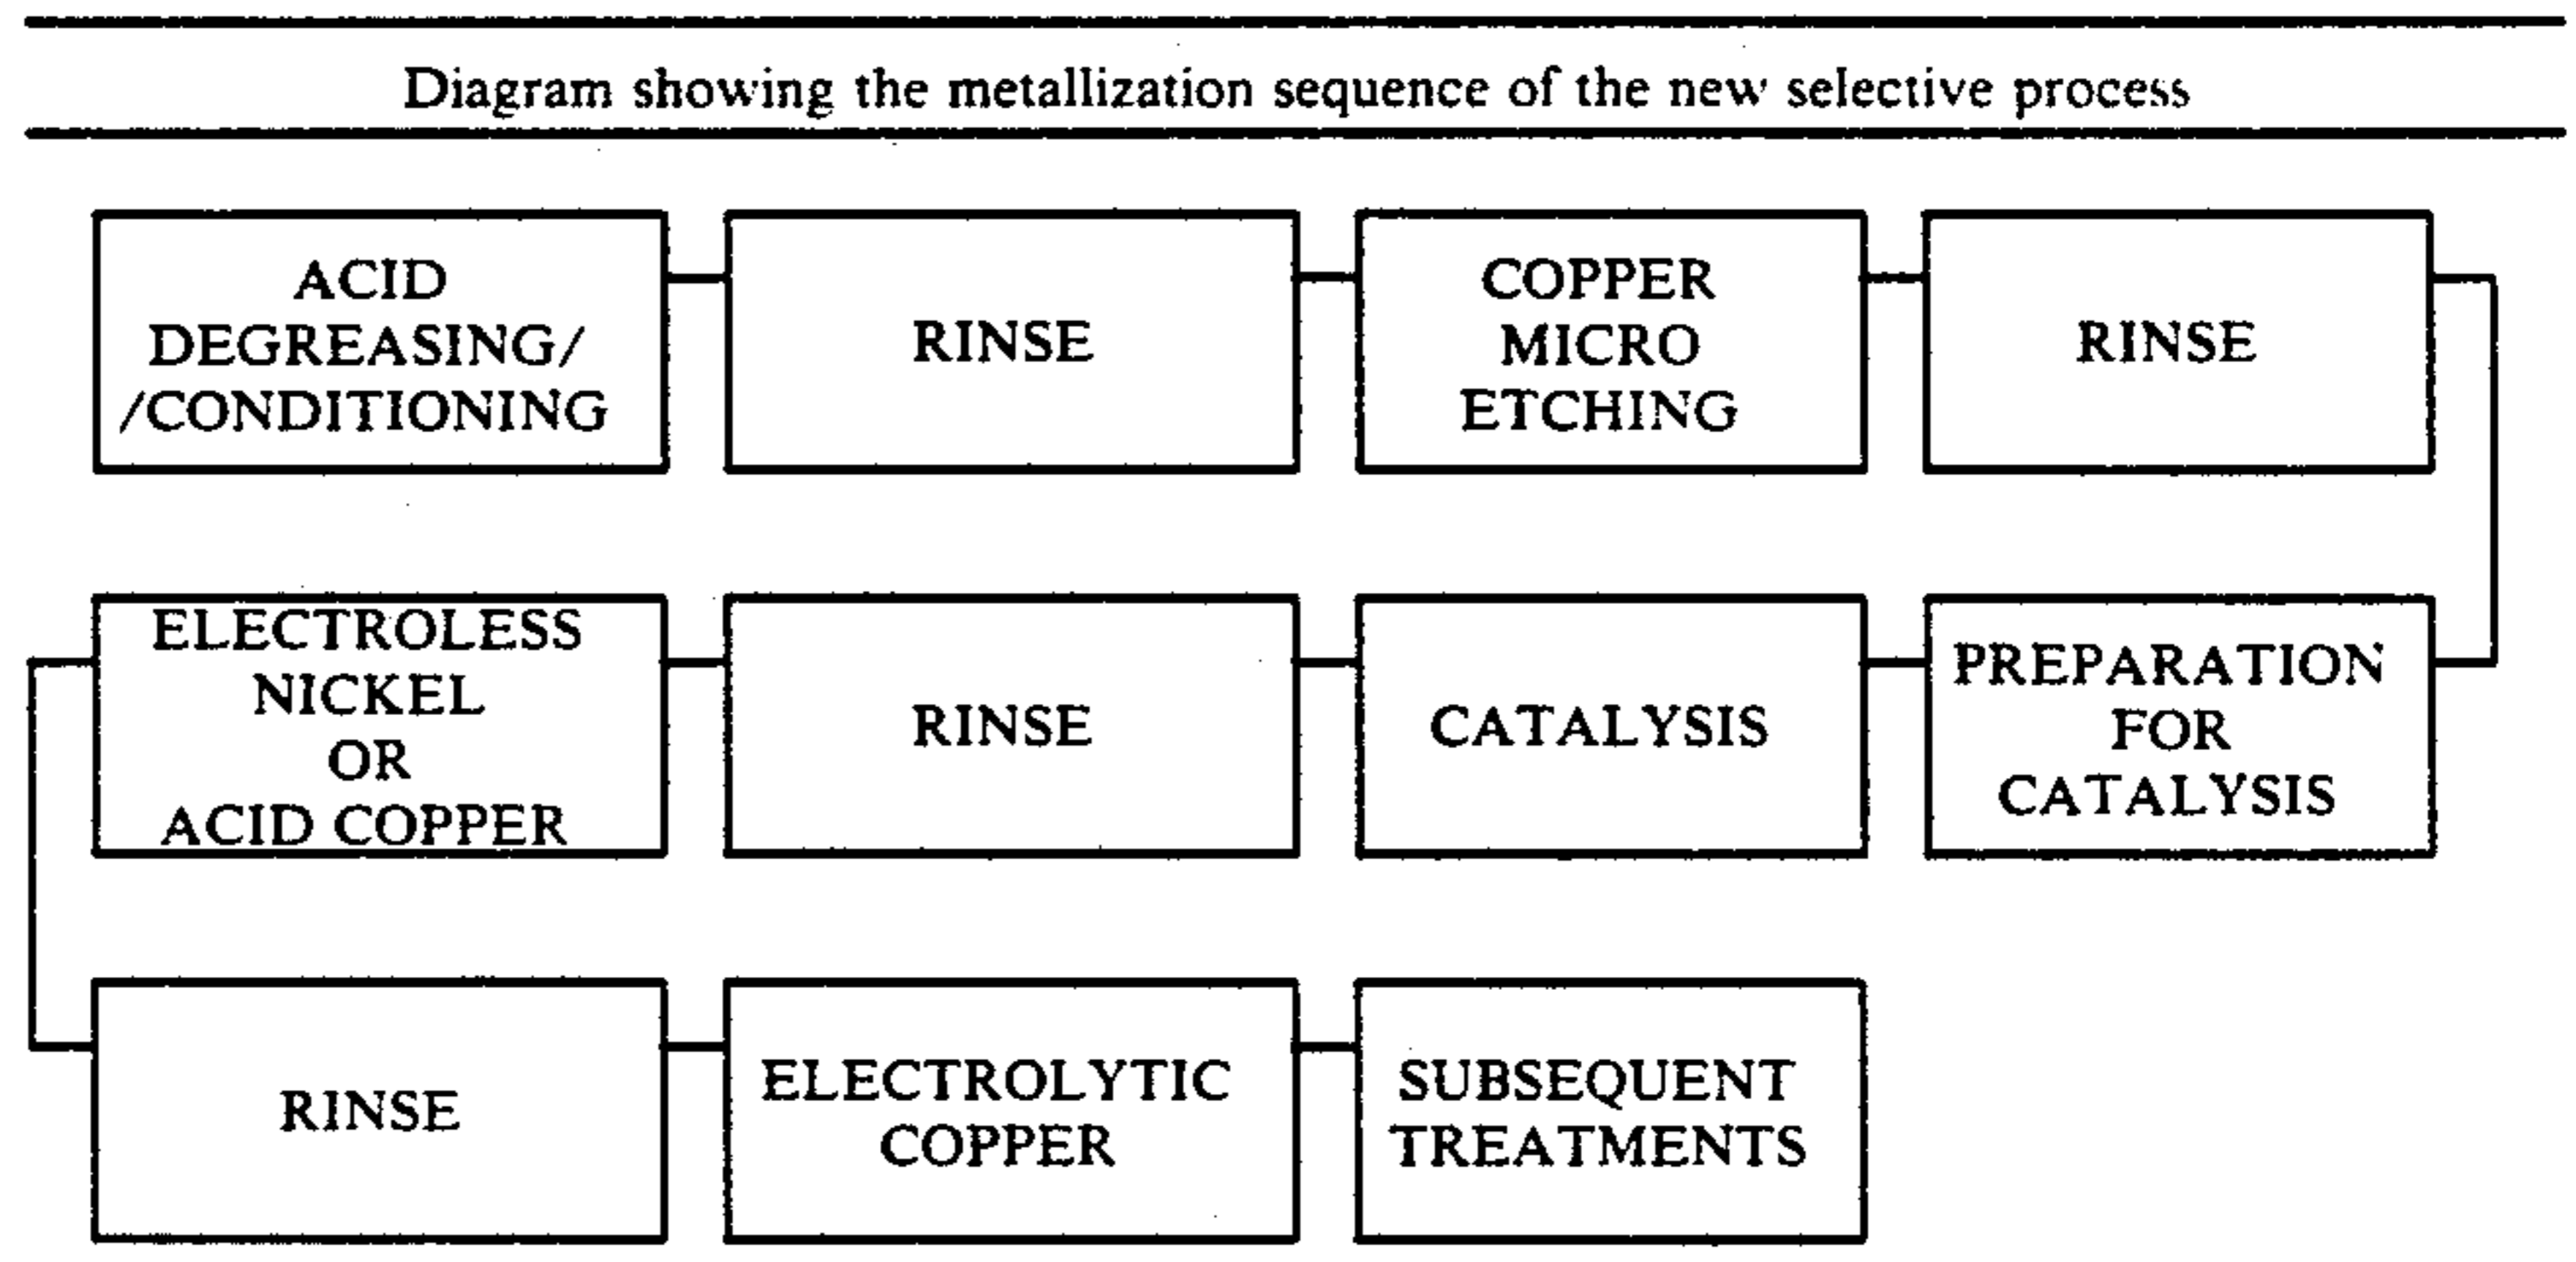 Diagram showing the metallization sequence of the new selective process
ACID
DEGREASING/
/CONDITIONING
RINSE
COPPER
MICRO
ETCHING
RINSE
ELECTROLESS
NICKEL
OR
ACID COPPER
RINSE
CATALYSIS
PREPARATION
FOR
CATALYSIS
RINSE
ELECTROLYTIC
COPPER
SUBSEQUENT
TREATMENTS